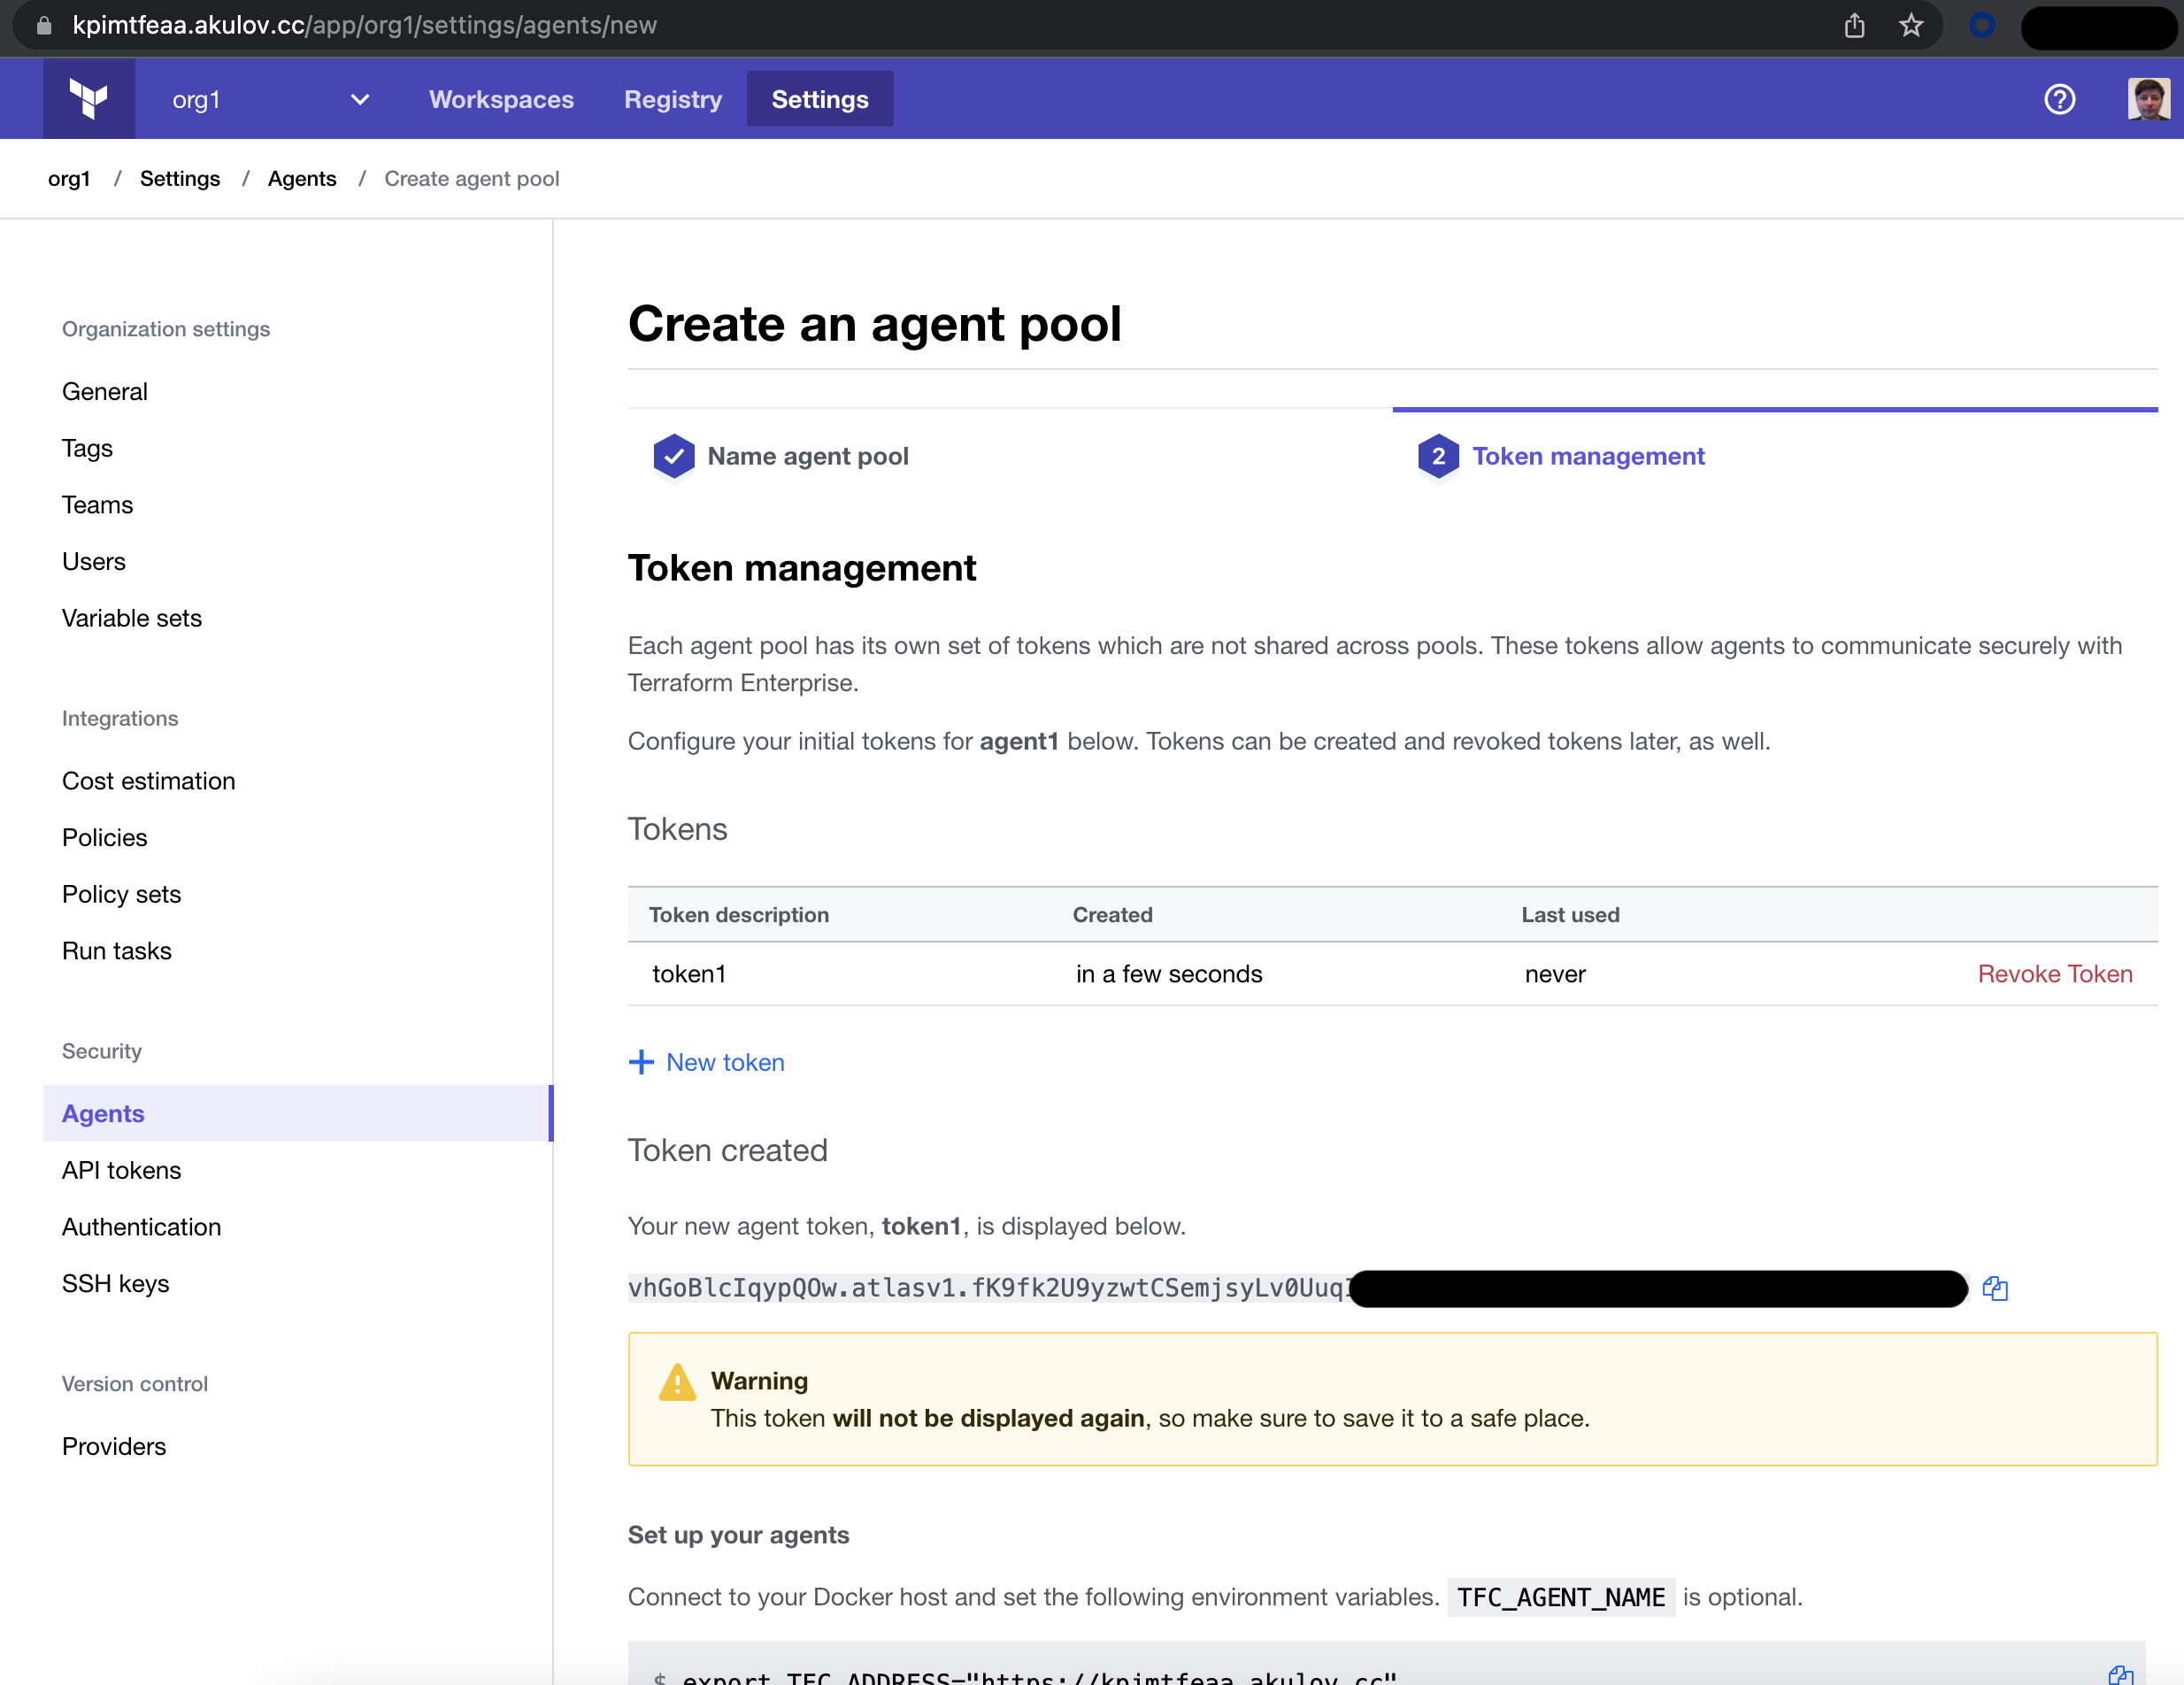 kpimtfeaa.akulov.cc/app/org1/settings/agents/new
org1 Workspaces Registry Settings
org1 / Settings / Agents / Create agent pool
Organization settings
General
Tags
Teams
Users
Variable sets
Integrations
Cost estimation
Policies
Policy sets
Run tasks
Security
Agents
API tokens
Authentication
SSH keys
Version control
Providers
Create an agent pool
Name agent pool
2 Token management
Token management
Each agent pool has its own set of tokens which are not shared across pools. These tokens allow agents to communicate securely with
Terraform Enterprise.
Configure your initial tokens for agent1 below. Tokens can be created and revoked tokens later, as well.
Tokens
Token description Created Last used
token1 in a few seconds never Revoke Token
+ New token
Token created
Your new agent token, token1, is displayed below.
vhGoBlcIqypQOw.atlasv1.fK9fk2U9yzwtCSemjsyLv0Uuq
Warning
This token will not be displayed again, so make sure to save it to a safe place.
Set up your agents
Connect to your Docker host and set the following environment variables. TFC_AGENT_NAME is optional.
$ export TFC_ADDRESS="https://kpimtfeaa.akulov.cc"